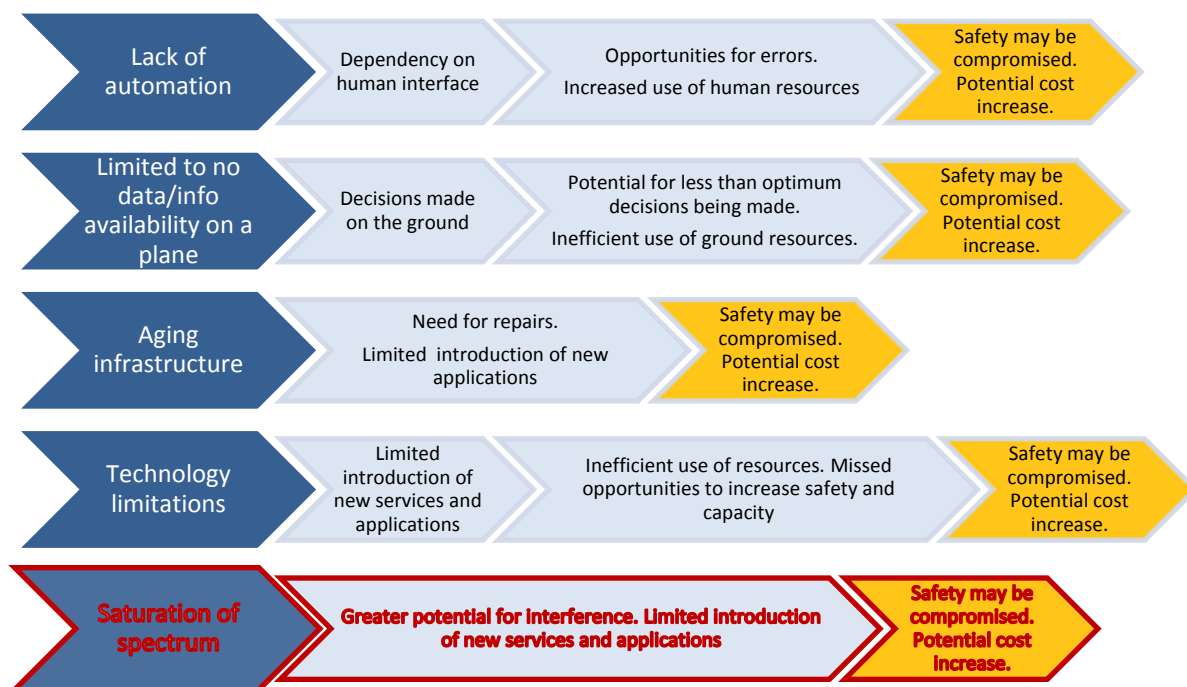 Lack of
automation
Dependency on
human interface
Opportunities for errors.
Increased use of human resources
Safety may be
compromised.
Potential cost
increase.
Limited to no
data/info
availability on a
plane
Decisions made
on the ground
Potential for less than optimum
decisions being made.
Inefficient use of ground resources.
Safety may be
compromised.
Potential cost
increase.
Aging
infrastructure
Need for repairs.
Limited introduction of new
applications
Safety may be
compromised.
Potential cost
increase.
Technology
limitations
Limited
introduction of
new services and
applications
Inefficient use of resources. Missed
opportunities to increase safety and
capacity
Safety may be
compromised.
Potential cost
increase.
Saturation of
spectrum
Greater potential for interference. Limited introduction
of new services and applications
Safety may be
compromised.
Potential cost
increase.